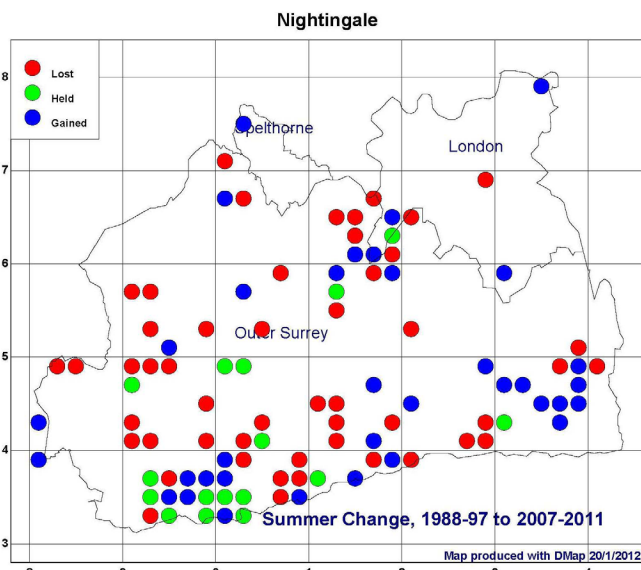 Nightingale
8
Lost
Held
Gained
Spelthorne
London
7
6
Outer Surrey
5
4
Summer Change, 1988-97 to 2007-2011
3
Map produced with DMap 20/1/2012